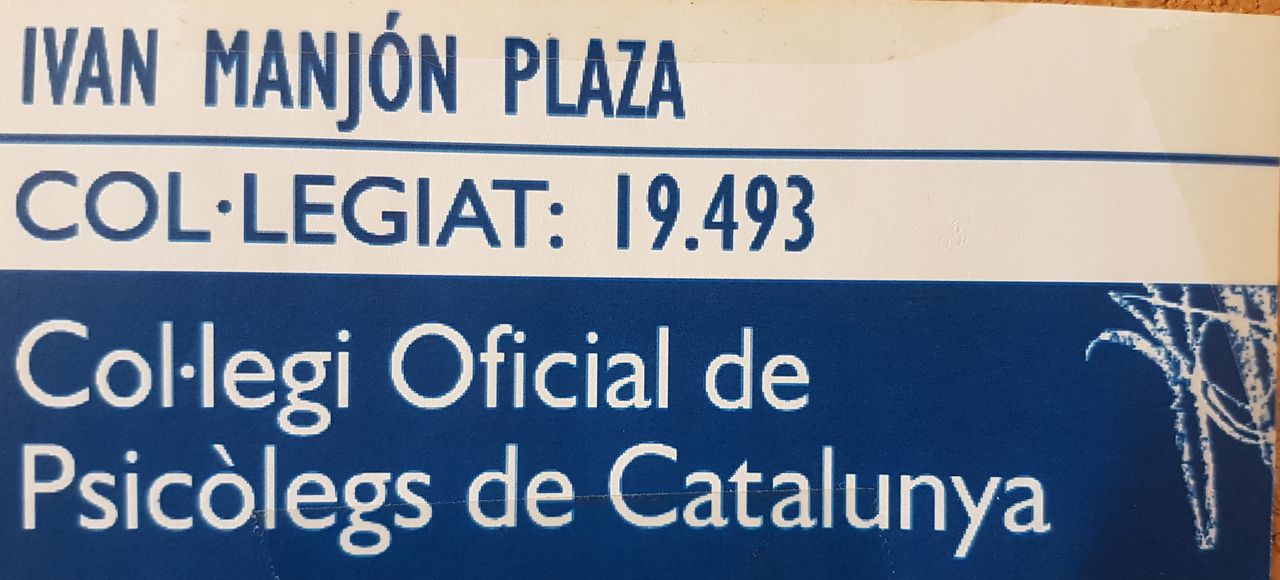 IVAN MANJÓN PLAZA
COL·LEGIAT: 19.493
Col·legi Oficial de
Psicòlegs de Catalunya